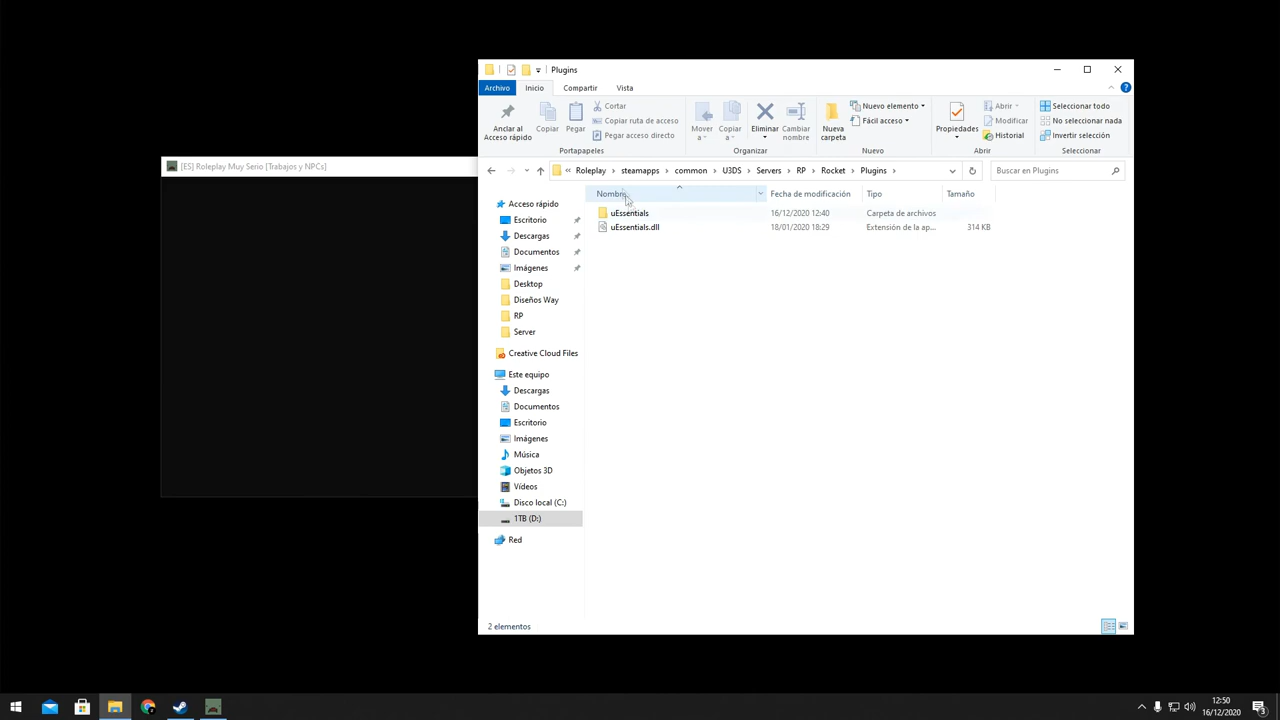 Plugins
Archivo Inicio Compartir Vista
Anclar al Acceso rápido
Copiar
Pegar
Cortar
Copiar ruta de acceso
Pegar acceso directo
Portapapeles
Mover a
Copiar a
Eliminar
Cambiar nombre
Organizar
Nueva carpeta
Nuevo elemento
Fácil acceso
Nuevo
Propiedades
Abrir
Modificar
Historial
Abrir
Seleccionar todo
No seleccionar nada
Invertir selección
Seleccionar
[ES] Roleplay Muy Serio [Trabajos y NPCs]
« Roleplay > steamapps > common > U3DS > Servers > RP > Rocket > Plugins >
Buscar en Plugins
Nombre Fecha de modificación Tipo Tamaño
uEssentials 16/12/2020 12:40 Carpeta de archivos
uEssentials.dll 18/01/2020 18:29 Extensión de la ap... 314 KB
Acceso rápido
Escritorio
Descargas
Documentos
Imágenes
Desktop
Diseños Way
RP
Server
Creative Cloud Files
Este equipo
Descargas
Documentos
Escritorio
Imágenes
Música
Objetos 3D
Vídeos
Disco local (C:)
1TB (D:)
Red
2 elementos
12:50
16/12/2020
3